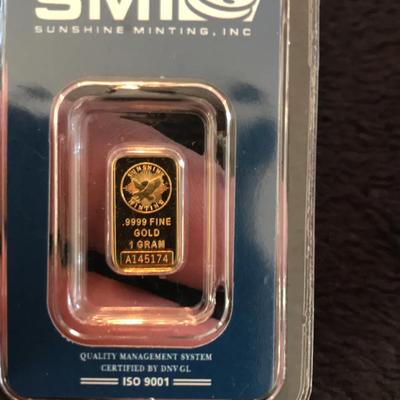 SMI
SUNSHINE MINTING, INC
SUNSHINE
MINTING
.9999 FINE
GOLD
1 GRAM
A145174
QUALITY MANAGEMENT SYSTEM
CERTIFIED BY DNV GL
ISO 9001